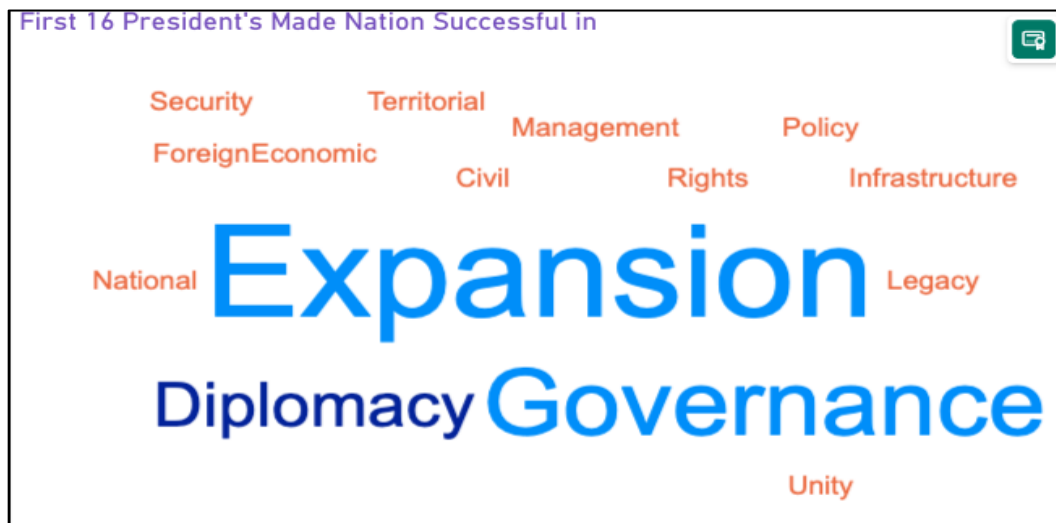 First 16 President's Made Nation Successful in
Security Territorial
Management Policy
ForeignEconomic
Civil Rights Infrastructure
National Expansion Legacy
Diplomacy Governance
Unity